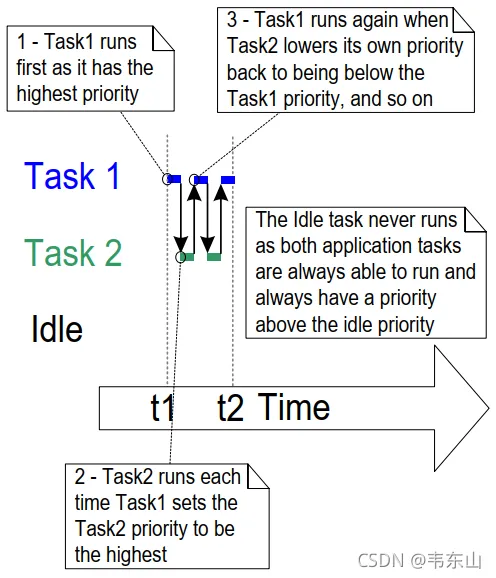 1 - Task1 runs
first as it has the
highest priority
3 - Task1 runs again when
Task2 lowers its own priority
back to being below the
Task1 priority, and so on
Task 1
Task 2
Idle
The Idle task never runs
as both application tasks
are always able to run and
always have a priority
above the idle priority
t1 t2 Time
2 - Task2 runs each
time Task1 sets the
Task2 priority to be
the highest
CSDN @韦东山